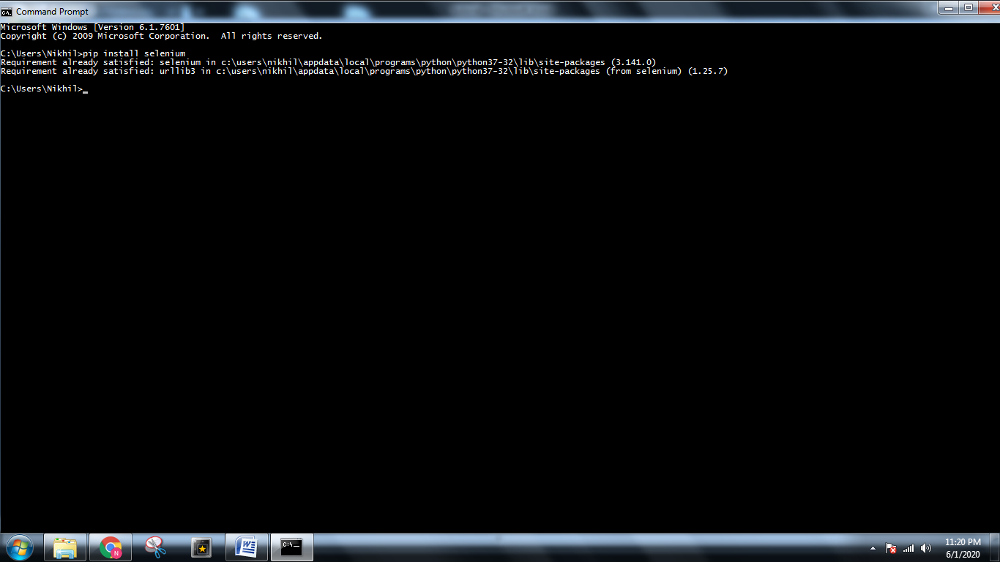 Command Prompt
Microsoft Windows [Version 6.1.7601]
Copyright (c) 2009 Microsoft Corporation.  All rights reserved.
C:\Users\Nikhil>pip install selenium
Requirement already satisfied: selenium in c:\users\nikhil\appdata\local\programs\python\python37-32\lib\site-packages (3.141.0)
Requirement already satisfied: urllib3 in c:\users\nikhil\appdata\local\programs\python\python37-32\lib\site-packages (from selenium) (1.25.7)
C:\Users\Nikhil>_
11:20 PM
6/1/2020